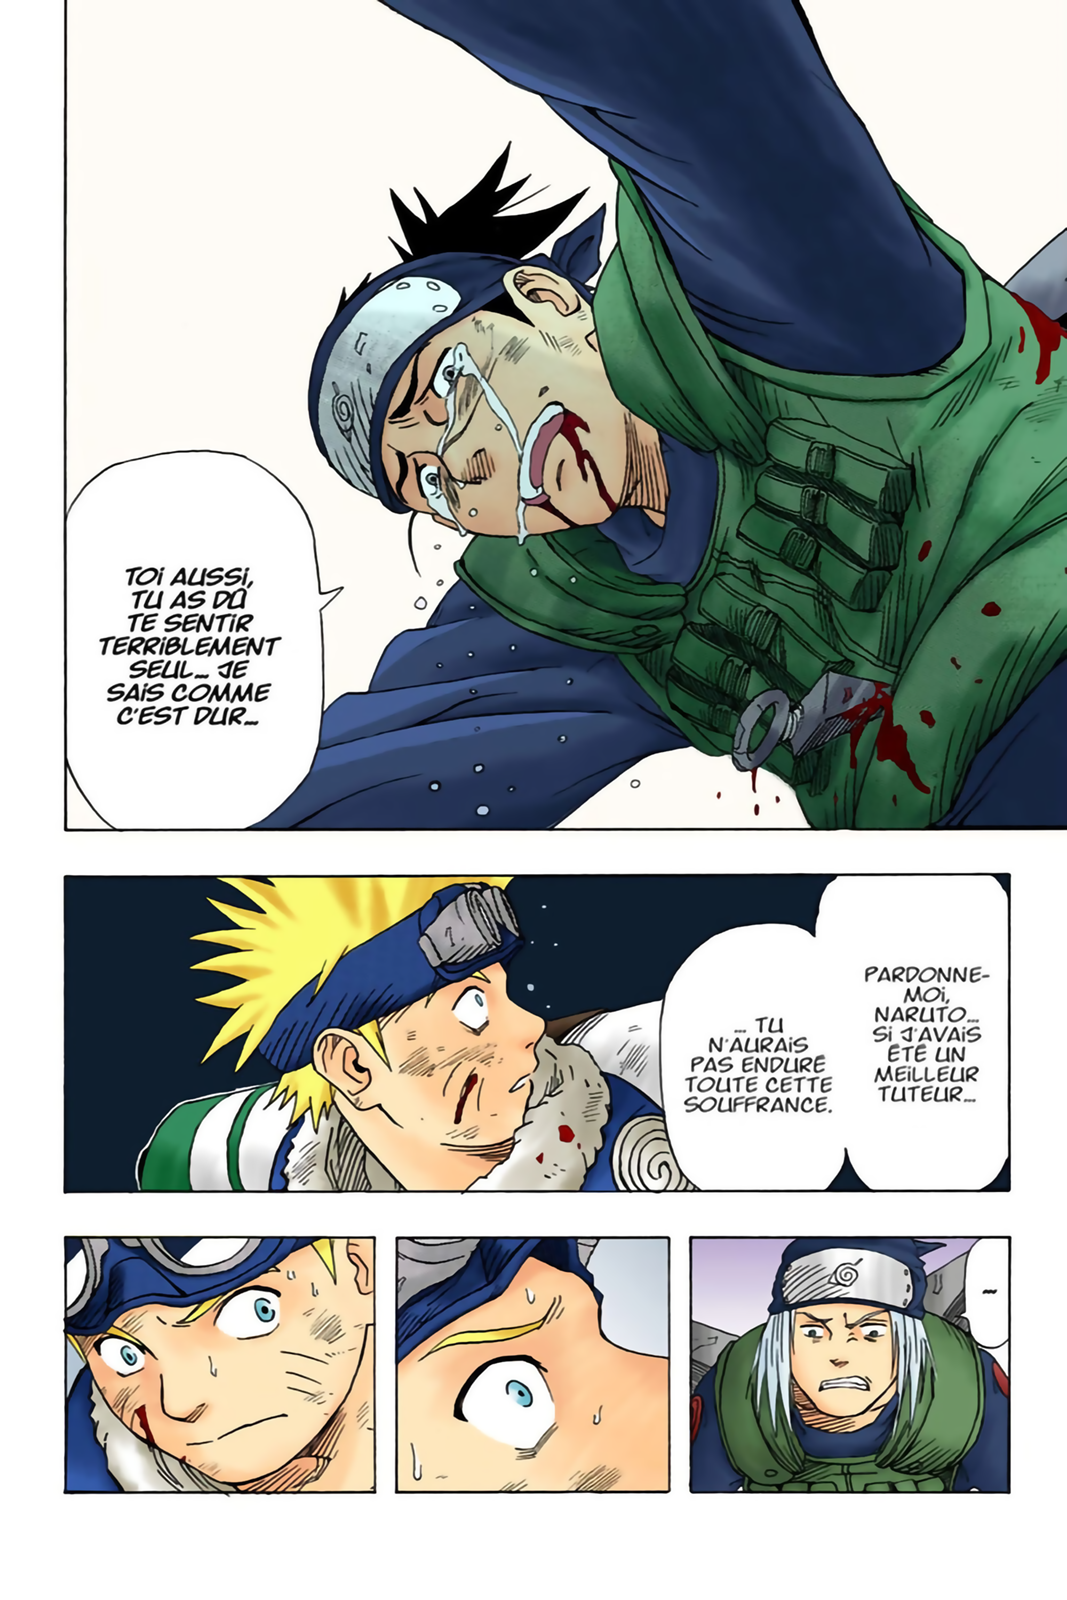 TOI AUSSI,
TU AS DÛ
TE SENTIR
TERRIBLEMENT
SEUL... JE
SAIS COMME
C'EST DUR...
PARDONNE-
MOI,
NARUTO...
SI J'AVAIS
ÉTÉ UN
MEILLEUR
TUTEUR...
... TU
N'AURAIS
PAS ENDURÉ
TOUTE CETTE
SOUFFRANCE.
...